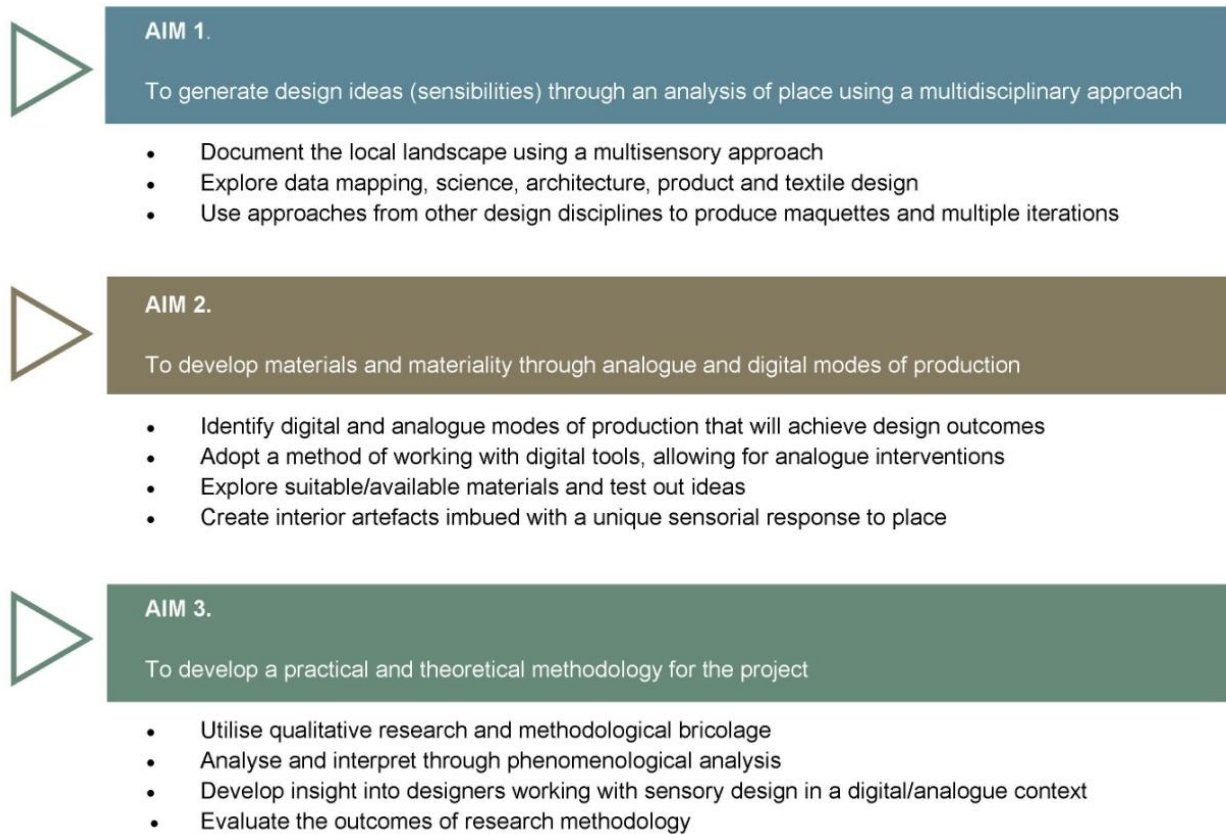 AIM 1.
To generate design ideas (sensibilities) through an analysis of place using a multidisciplinary approach
• Document the local landscape using a multisensory approach
• Explore data mapping, science, architecture, product and textile design
• Use approaches from other design disciplines to produce maquettes and multiple iterations
AIM 2.
To develop materials and materiality through analogue and digital modes of production
• Identify digital and analogue modes of production that will achieve design outcomes
• Adopt a method of working with digital tools, allowing for analogue interventions
• Explore suitable/available materials and test out ideas
• Create interior artefacts imbued with a unique sensorial response to place
AIM 3.
To develop a practical and theoretical methodology for the project
• Utilise qualitative research and methodological bricolage
• Analyse and interpret through phenomenological analysis
• Develop insight into designers working with sensory design in a digital/analogue context
• Evaluate the outcomes of research methodology